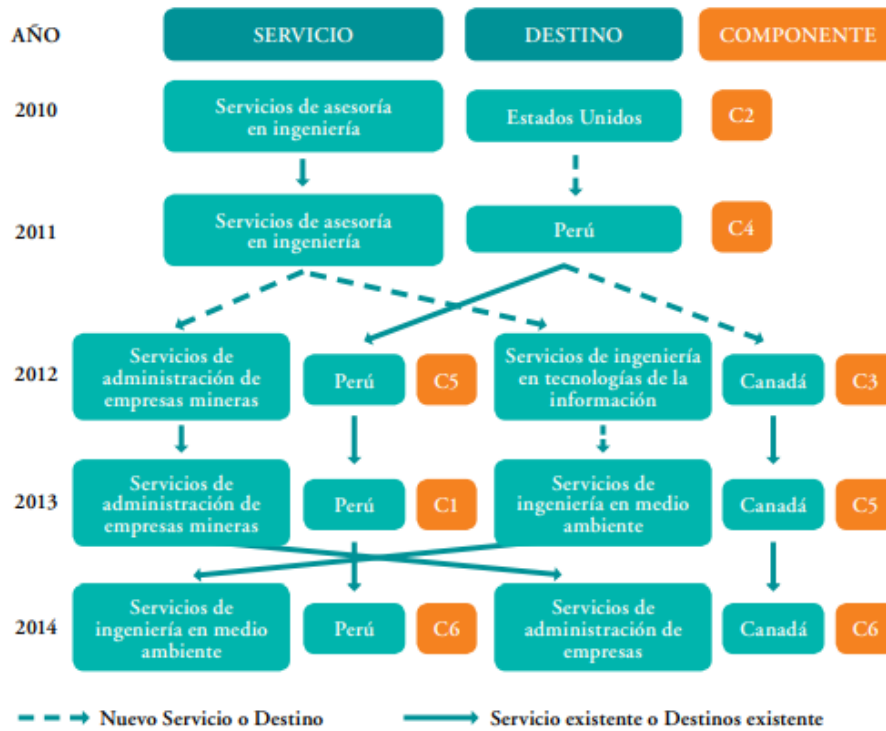 AÑO
SERVICIO
DESTINO
COMPONENTE
2010
Servicios de asesoría
en ingeniería
Estados Unidos
C2
2011
Servicios de asesoría
en ingeniería
Perú
C4
2012
Servicios de
administración de
empresas mineras
Perú
C5
Servicios de ingeniería
en tecnologías de la
información
Canadá
C3
2013
Servicios de
administración de
empresas mineras
Perú
C1
Servicios de
ingeniería en medio
ambiente
Canadá
C5
2014
Servicios de
ingeniería en medio
ambiente
Perú
C6
Servicios de
administración de
empresas
Canadá
C6
Nuevo Servicio o Destino
Servicio existente o Destinos existente